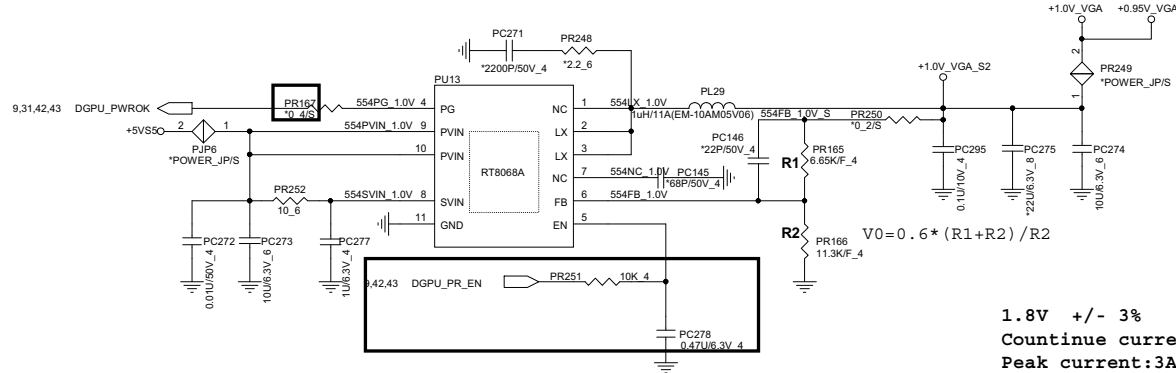 +1.0V_VGA
+0.95V_VGA
PC271
*2200P/50V_4
PR248
*2.2_6
+1.0V_VGA_S2
2
PR249
*POWER_JP/S
1
PU13
9,31,42,43
DGPU_PWROK
PR167
*0_4/S
554PG_1.0V
4
PG
NC
1
554LX_1.0V
PL29
1uH/11A(EM-10AM05V06)
554FB_1.0V_S
PR250
*0_2/S
+5VS5
2
1
PJP6
*POWER_JP/S
554PVIN_1.0V
9
PVIN
LX
2
10
PVIN
LX
3
PC146
*22P/50V_4
R1
PR165
6.65K/F_4
PC295
0.1U/10V_4
PC275
*22U/6.3V_8
PC274
10U/6.3V_6
RT8068A
NC
7
554NC_1.0V
PC145
*68P/50V_4
PR252
10_6
554SVIN_1.0V
8
SVIN
FB
6
554FB_1.0V
11
GND
EN
5
R2
PR166
11.3K/F_4
V0=0.6*(R1+R2)/R2
PC272
0.01U/50V_4
PC273
10U/6.3V_6
PC277
1U/6.3V_4
9,42,43
DGPU_PR_EN
PR251
10K_4
PC278
0.47U/6.3V_4
1.8V +/- 3%
Countinue curre
Peak current:3A